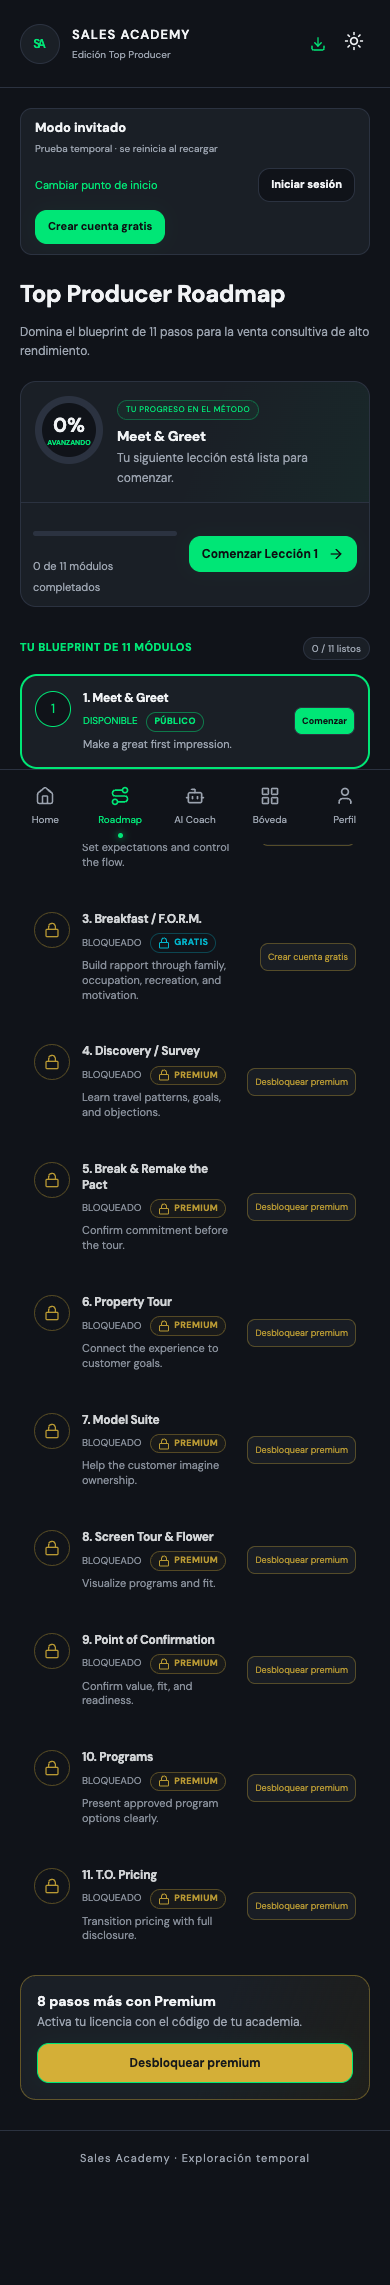 SA
SALES ACADEMY
Edición Top Producer
Modo invitado
Prueba temporal · se reinicia al recargar
Cambiar punto de inicio
Iniciar sesión
Crear cuenta gratis
Top Producer Roadmap
Domina el blueprint de 11 pasos para la venta consultiva de alto
rendimiento.
0%
AVANZANDO
TU PROGRESO EN EL MÉTODO
Meet & Greet
Tu siguiente lección está lista para
comenzar.
0 de 11 módulos
completados
Comenzar Lección 1
TU BLUEPRINT DE 11 MÓDULOS
0 / 11 listos
1
1. Meet & Greet
DISPONIBLE
PÚBLICO
Make a great first impression.
Comenzar
Home
Roadmap
AI Coach
Bóveda
Perfil
Set expectations and control
the flow.
3. Breakfast / F.O.R.M.
BLOQUEADO
GRATIS
Build rapport through family,
occupation, recreation, and
motivation.
Crear cuenta gratis
4. Discovery / Survey
BLOQUEADO
PREMIUM
Learn travel patterns, goals,
and objections.
Desbloquear premium
5. Break & Remake the
Pact
BLOQUEADO
PREMIUM
Confirm commitment before
the tour.
Desbloquear premium
6. Property Tour
BLOQUEADO
PREMIUM
Connect the experience to
customer goals.
Desbloquear premium
7. Model Suite
BLOQUEADO
PREMIUM
Help the customer imagine
ownership.
Desbloquear premium
8. Screen Tour & Flower
BLOQUEADO
PREMIUM
Visualize programs and fit.
Desbloquear premium
9. Point of Confirmation
BLOQUEADO
PREMIUM
Confirm value, fit, and
readiness.
Desbloquear premium
10. Programs
BLOQUEADO
PREMIUM
Present approved program
options clearly.
Desbloquear premium
11. T.O. Pricing
BLOQUEADO
PREMIUM
Transition pricing with full
disclosure.
Desbloquear premium
8 pasos más con Premium
Activa tu licencia con el código de tu academia.
Desbloquear premium
Sales Academy · Exploración temporal